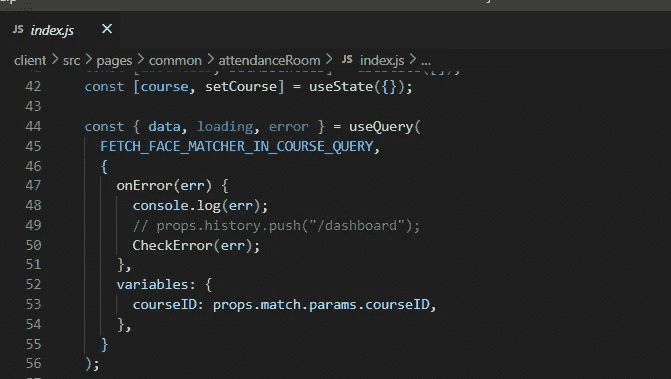 JS index.js ×
client > src > pages > common > attendanceRoom > JS index.js > ...
42 const [course, setCourse] = useState({});
43
44 const { data, loading, error } = useQuery(
45 FETCH_FACE_MATCHER_IN_COURSE_QUERY,
46 {
47 onError(err) {
48 console.log(err);
49 // props.history.push("/dashboard");
50 CheckError(err);
51 },
52 variables: {
53 courseID: props.match.params.courseID,
54 },
55 }
56 );